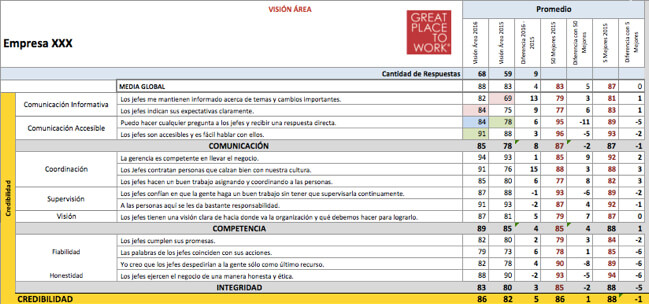 VISIÓN ÁREA
Promedio
Empresa XXX
GREAT
PLACE
TO
WORK®
Visión Área 2016
Visión Área 2015
Diferencia 2016 - 2015
50 Mejores 2015
Diferencia con 50 Mejores
5 Mejores 2015
Diferencia con 5 Mejores
Cantidad de Respuestas 68 59 9
MEDIA GLOBAL 88 83 4 83 5 87 0
Credibilidad
Comunicación Informativa
Los jefes me mantienen informado acerca de temas y cambios importantes. 82 69 13 79 3 81 1
Los jefes indican sus expectativas claramente. 84 75 9 77 6 83 1
Comunicación Accesible
Puedo hacer cualquier pregunta a los jefes y recibir una respuesta directa. 84 78 6 95 -11 89 -5
Los jefes son accesibles y es fácil hablar con ellos. 91 88 3 96 -5 93 -2
COMUNICACIÓN 85 78 8 87 -2 87 -1
Coordinación
La gerencia es competente en llevar el negocio. 94 93 1 85 9 92 2
Los Jefes contratan personas que calzan bien con nuestra cultura. 91 76 15 88 3 88 3
Los jefes hacen un buen trabajo asignando y coordinando a las personas. 85 80 6 77 8 82 3
Supervisión
Los jefes confían en que la gente haga un buen trabajo sin tener que supervisarla continuamente. 87 88 -1 93 -6 89 -2
A las personas aquí se les da bastante responsabilidad. 91 93 -2 87 4 92 -1
Visión
Los jefes tienen una visión clara de hacia donde va la organización y qué debemos hacer para lograrlo. 87 81 5 79 7 87 0
COMPETENCIA 89 85 4 85 4 88 1
Fiabilidad
Los jefes cumplen sus promesas. 82 80 2 79 3 84 -2
Las palabras de los jefes coinciden con sus acciones. 79 73 6 78 1 85 -6
Yo creo que los jefes despedirían a la gente sólo como último recurso. 82 78 4 90 -8 89 -6
Honestidad
Los jefes ejercen el negocio de una manera honesta y ética. 88 90 -2 93 -5 94 -6
INTEGRIDAD 83 80 3 85 -2 88 -5
CREDIBILIDAD 86 82 5 86 1 88 -1